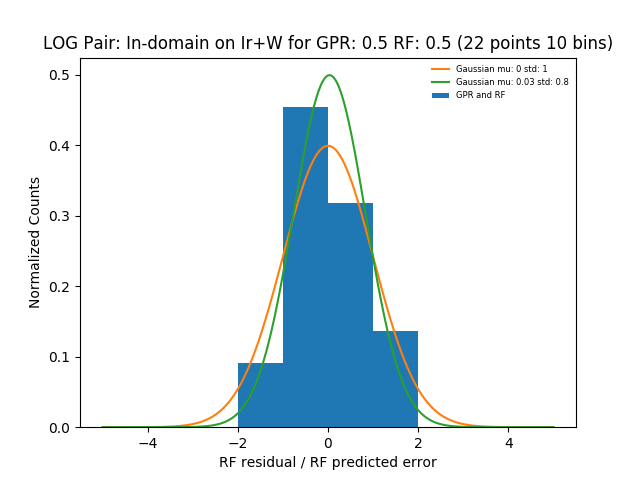 LOG Pair: In-domain on Ir+W for GPR: 0.5 RF: 0.5 (22 points 10 bins)
Gaussian mu: 0 std: 1
Gaussian mu: 0.03 std: 0.8
GPR and RF
Normalized Counts
0.5
0.4
0.3
0.2
0.1
0.0
−4
−2
0
2
4
RF residual / RF predicted error